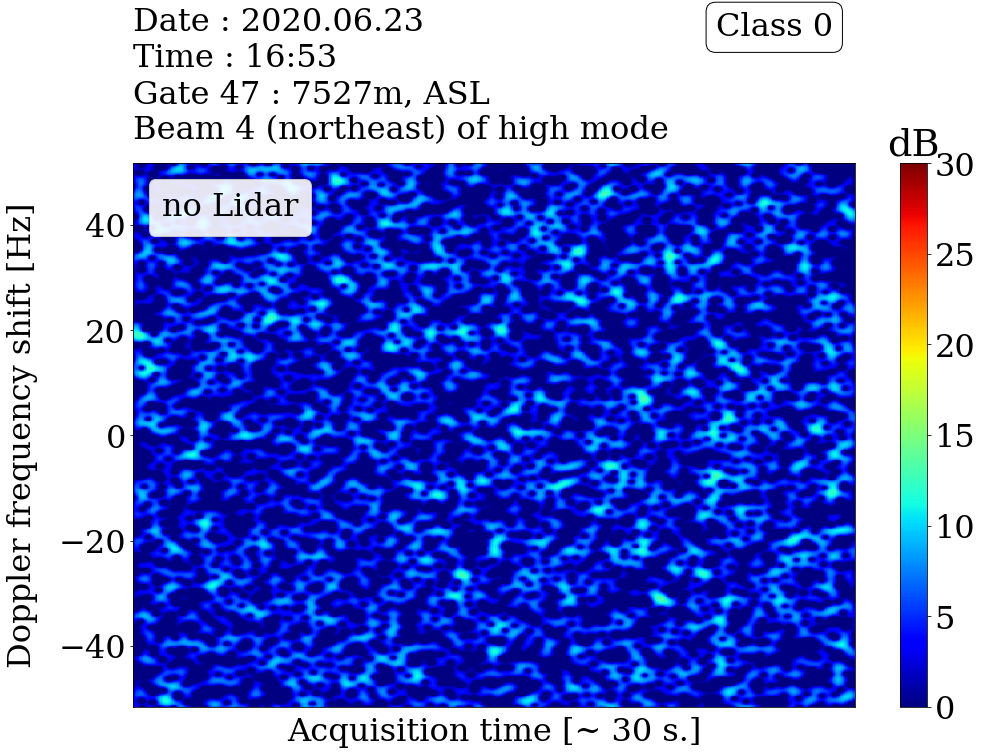 Date : 2020.06.23
Time : 16:53
Gate 47 : 7527m, ASL
Beam 4 (northeast) of high mode
Class 0
dB
no Lidar
Doppler frequency shift [Hz]
40
20
0
−20
−40
Acquisition time [~ 30 s.]
30
25
20
15
10
5
0